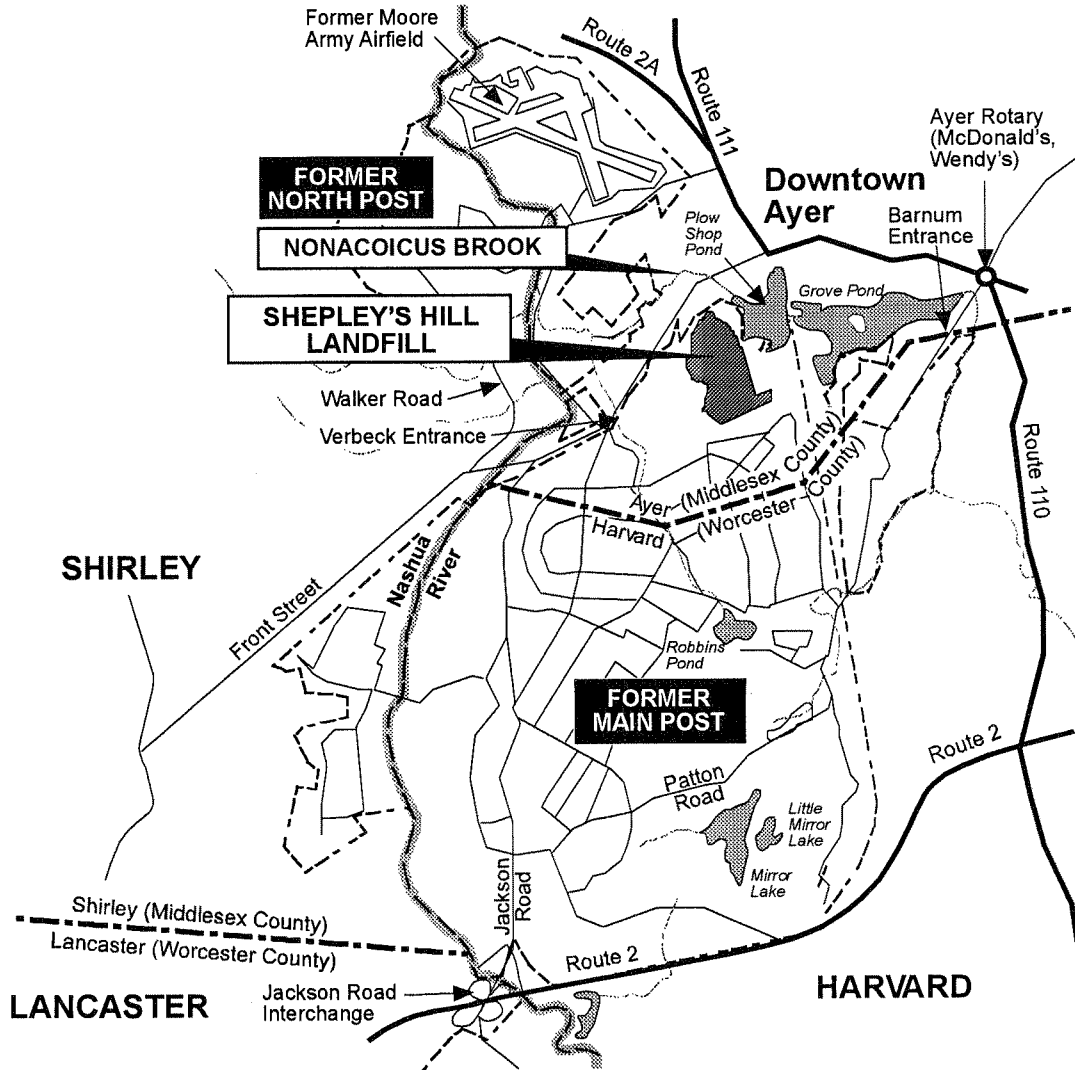 Former Moore
Army Airfield
Route 2A
Route 111
Ayer Rotary
(McDonald's,
Wendy's)
FORMER
NORTH POST
Downtown
Ayer
Plow
Shop
Pond
Barnum
Entrance
NONACOICUS BROOK
Grove Pond
SHEPLEY'S HILL
LANDFILL
Walker Road
Verbeck Entrance
Route 110
Ayer (Middlesex County)
Harvard (Worcester County)
SHIRLEY
Nashua
River
Front Street
Robbins
Pond
FORMER
MAIN POST
Route 2
Patton
Road
Little
Mirror
Lake
Mirror
Lake
Jackson
Road
Shirley (Middlesex County)
Lancaster (Worcester County)
Route 2
LANCASTER
Jackson Road
Interchange
HARVARD